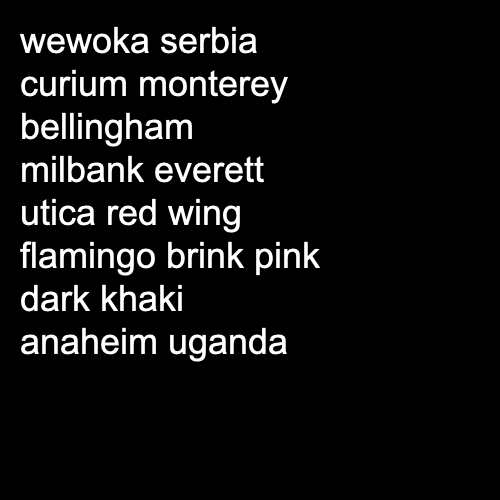 wewoka serbia
curium monterey
bellingham
milbank everett
utica red wing
flamingo brink pink
dark khaki
anaheim uganda